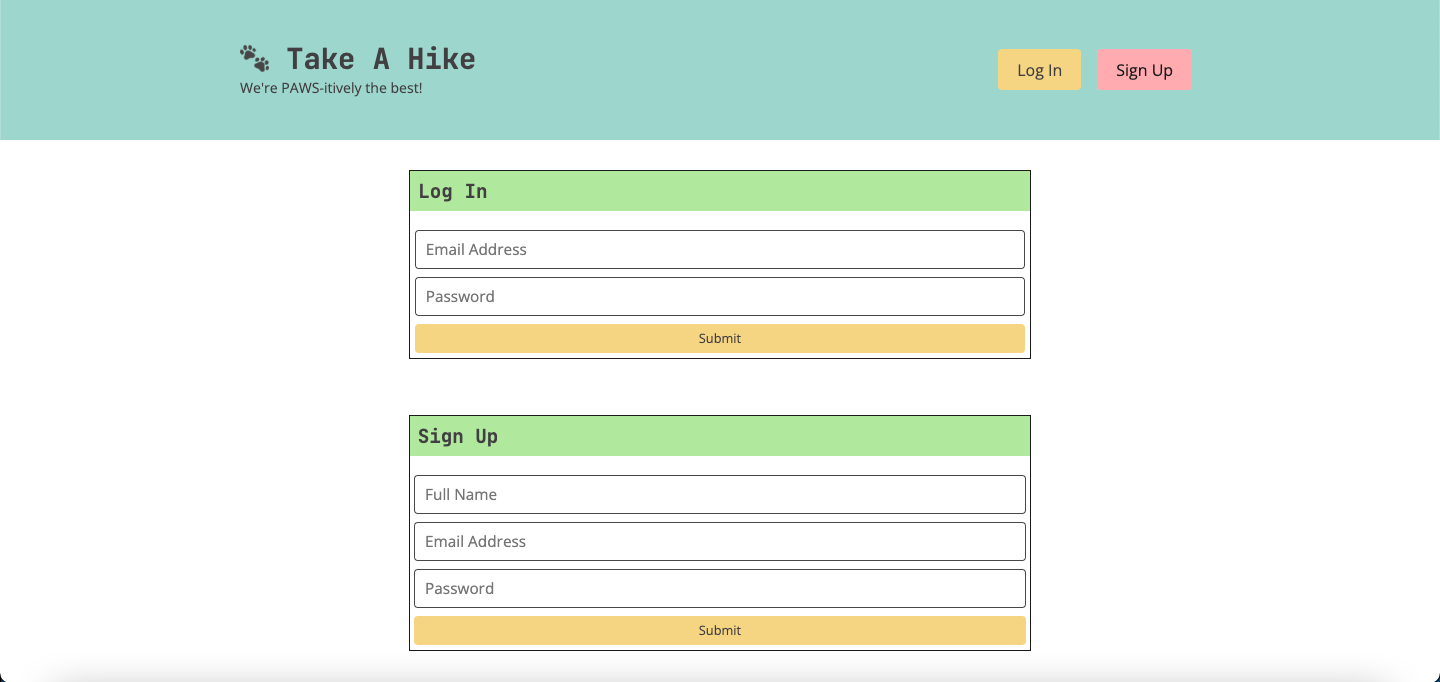 Take A Hike
We're PAWS-itively the best!
Log In
Sign Up
Log In
Email Address
Password
Submit
Sign Up
Full Name
Email Address
Password
Submit